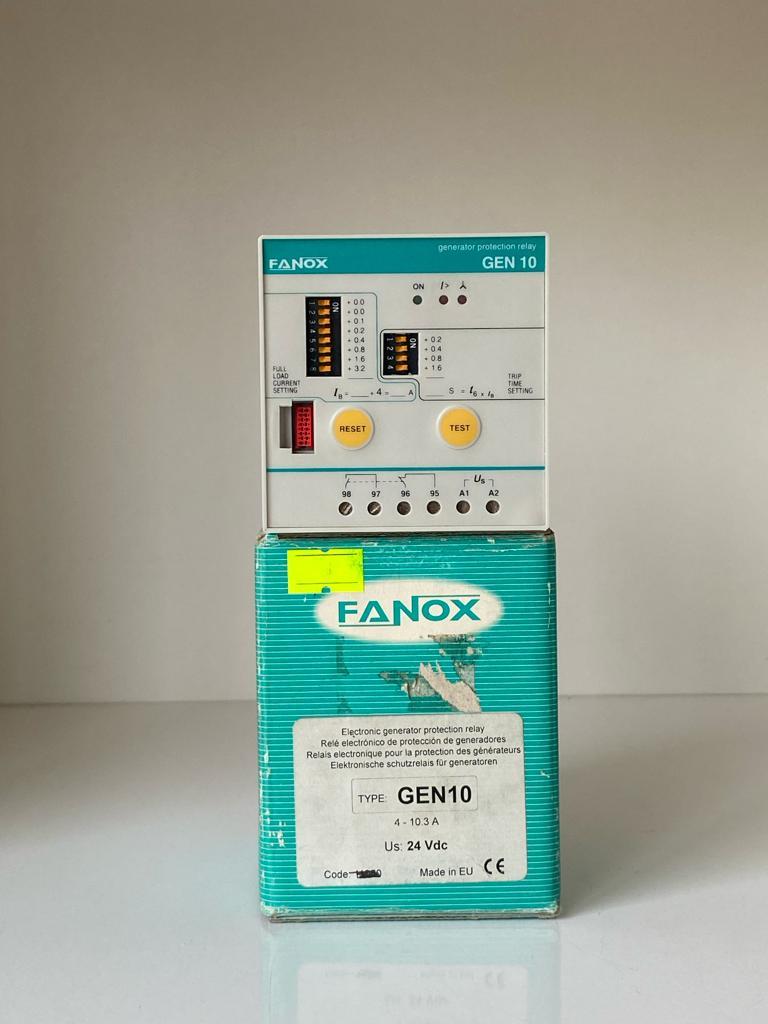 generator protection relay
FANOX GEN 10
ON I> 
ON
1 2 3 4 5 6 7 8
+ 0.0
+ 0.0
+ 0.1
+ 0.2
+ 0.4
+ 0.8
+ 1.6
+ 3.2
ON
1 2 3 4
+ 0.2
+ 0.4
+ 0.8
+ 1.6
FULL
LOAD
CURRENT
SETTING
IB = ___ + 4 = ___ A
___ S = t6 x IB
TRIP
TIME
SETTING
RESET TEST
Us
98 97 96 95 A1 A2
FANOX
Electronic generator protection relay
Relé electrónico de protección de generadores
Relais electronique pour la protection des générateurs
Elektronische schutzrelais für generatoren
TYPE: GEN10
4 - 10.3 A
Us: 24 Vdc
Code: Made in EU CE